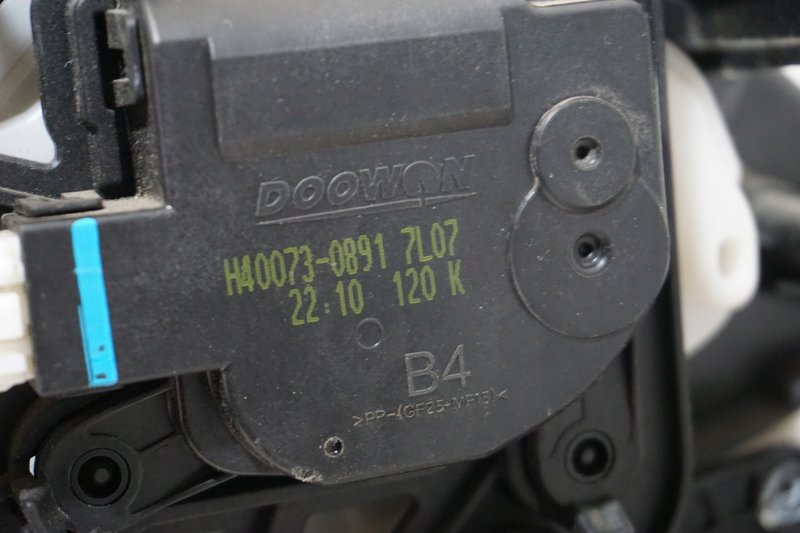 DOOWON
H40073-0891 7L07
22:10 120 K
B4
>PP-(GF25-MP15)<